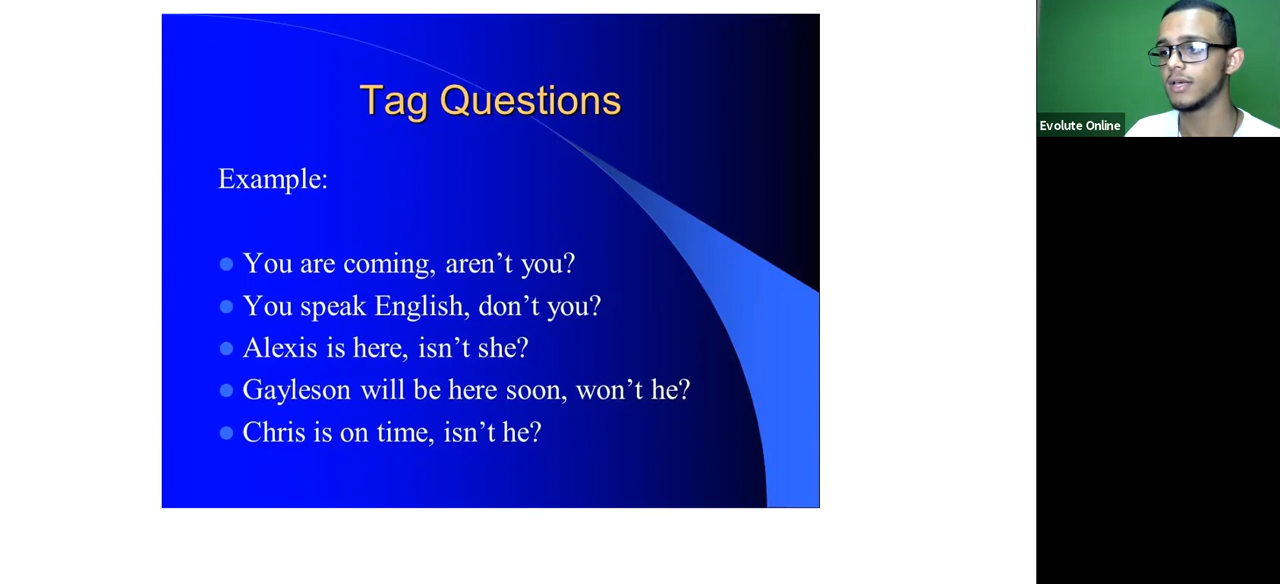 Tag Questions
Example:
You are coming, aren't you?
You speak English, don't you?
Alexis is here, isn't she?
Gayleson will be here soon, won't he?
Chris is on time, isn't he?
Evolute Online